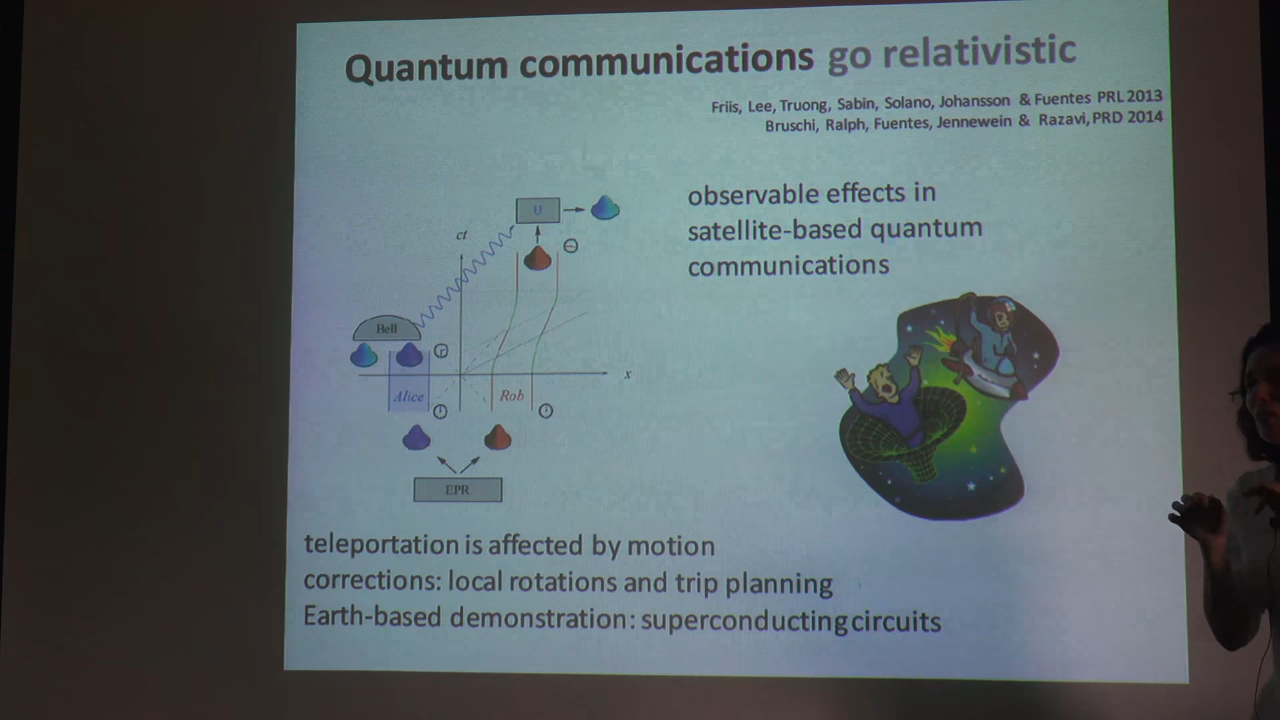 Quantum communications go relativistic
Friis, Lee, Truong, Sabin, Solano, Johansson & Fuentes PRL 2013
Bruschi, Ralph, Fuentes, Jennewein & Razavi, PRD 2014
observable effects in
satellite-based quantum
communications
U
ct
Bell
x
Alice
Rob
EPR
teleportation is affected by motion
corrections: local rotations and trip planning
Earth-based demonstration: superconducting circuits